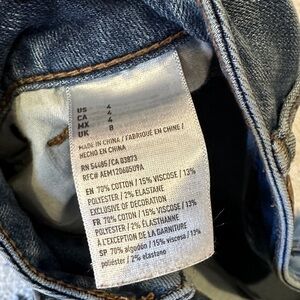 US 4
CA 4
MX 4
UK 8
MADE IN CHINA / FABRIQUÉ EN CHINE /
HECHO EN CHINA
RN 54485/CA 03873
RFC# AEM120605U9A
EN 70% COTTON / 15% VISCOSE / 13%
POLYESTER / 2% ELASTANE
EXCLUSIVE OF DECORATION
FR 70% COTON / 15% VISCOSE / 13%
POLYESTER / 2% ÉLASTHANNE
À L'EXCEPTION DE LA GARNITURE
SP 70% algodón / 15% viscosa / 13%
poliéster / 2% elastano